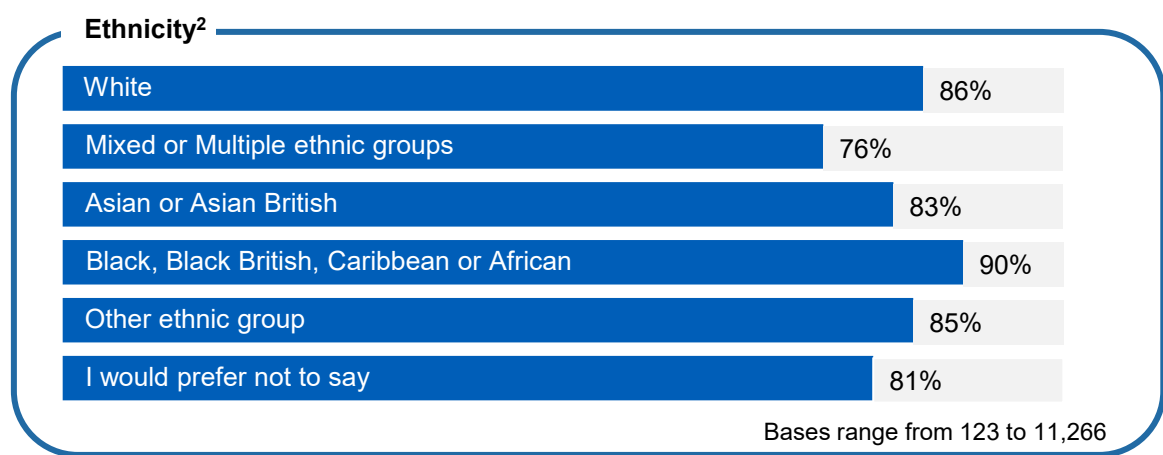 Ethnicity²
White 86%
Mixed or Multiple ethnic groups 76%
Asian or Asian British 83%
Black, Black British, Caribbean or African 90%
Other ethnic group 85%
I would prefer not to say 81%
Bases range from 123 to 11,266